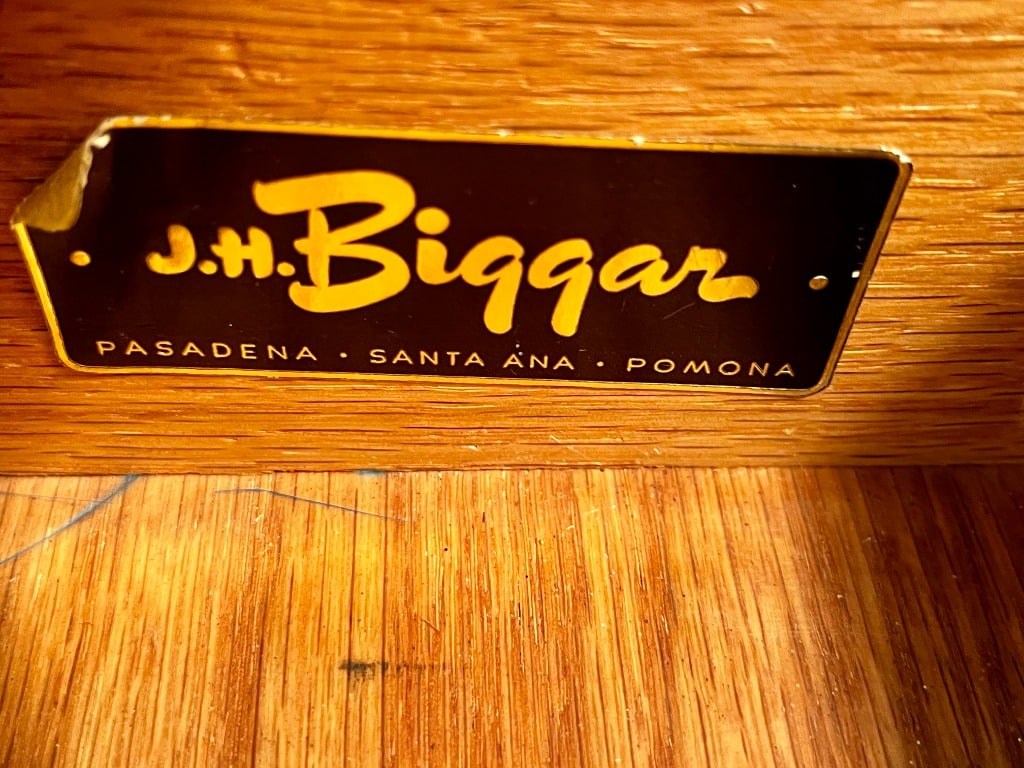 J.H. Biggar
PASADENA · SANTA ANA · POMONA